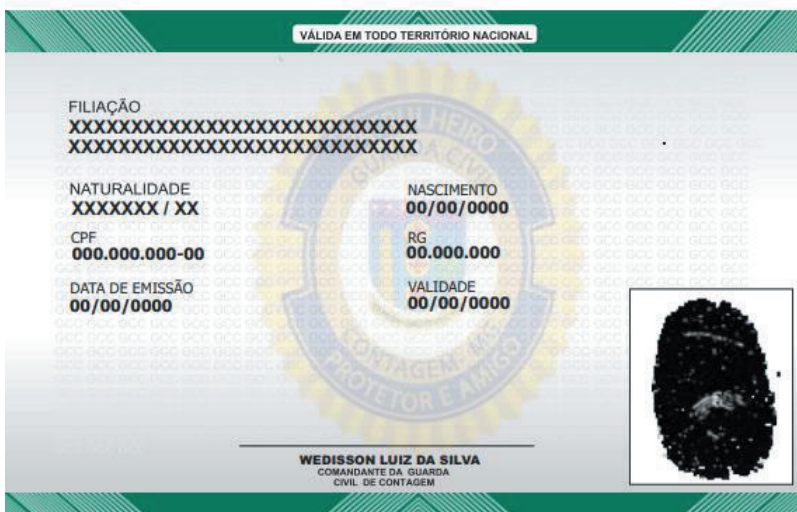 VÁLIDA EM TODO TERRITÓRIO NACIONAL
FILIAÇÃO
XXXXXXXXXXXXXXXXXXXXXXXXXXXX
XXXXXXXXXXXXXXXXXXXXXXXXXXXX
NATURALIDADE
XXXXXXX / XX
NASCIMENTO
00/00/0000
CPF
000.000.000-00
RG
00.000.000
DATA DE EMISSÃO
00/00/0000
VALIDADE
00/00/0000
PATRULHEIRO
GUARDA CIVIL
CONTAGEM - MG
PROTETOR E AMIGO
WEDISSON LUIZ DA SILVA
COMANDANTE DA GUARDA
CIVIL DE CONTAGEM